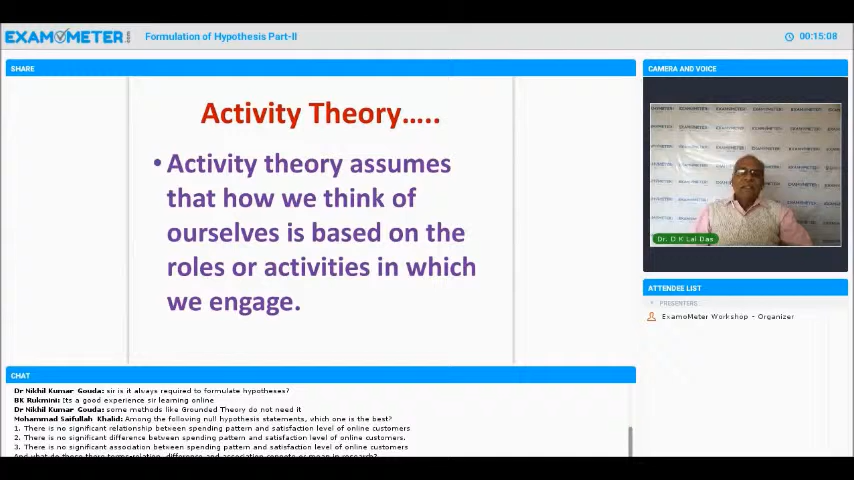 EXAMOMETER.com
Formulation of Hypothesis Part-II
00:15:08
SHARE
Activity Theory…..
• Activity theory assumes
that how we think of
ourselves is based on the
roles or activities in which
we engage.
CAMERA AND VOICE
Dr. D K Lal Das
ATTENDEE LIST
PRESENTERS
ExamoMeter Workshop - Organizer
CHAT
Dr Nikhil Kumar Gouda: sir is it always required to formulate hypotheses?
BK Rukmini: Its a good experience sir learning online
Dr Nikhil Kumar Gouda: some methods like Grounded Theory do not need it
Mohammad Saifullah Khalid: Among the following null hypothesis statements, which one is the best?
1. There is no significant relationship between spending pattern and satisfaction level of online customers
2. There is no significant difference between spending pattern and satisfaction level of online customers.
3. There is no significant association between spending pattern and satisfaction level of online customers